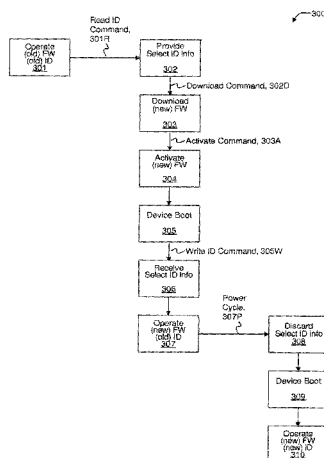 300
Read ID
Command,
301R
Operate
(old) FW
(old) ID
301
Provide
Select ID Info
302
Download Command, 302D
Download
(new) FW
303
Activate Command, 303A
Activate
(new) FW
304
Device Boot
305
Write ID Command, 305W
Receive
Select ID Info
306
Power
Cycle,
307P
Operate
(new) FW
(old) ID
307
Discard
Select ID Info
308
Device Boot
309
Operate
(new) FW
(new) ID
310